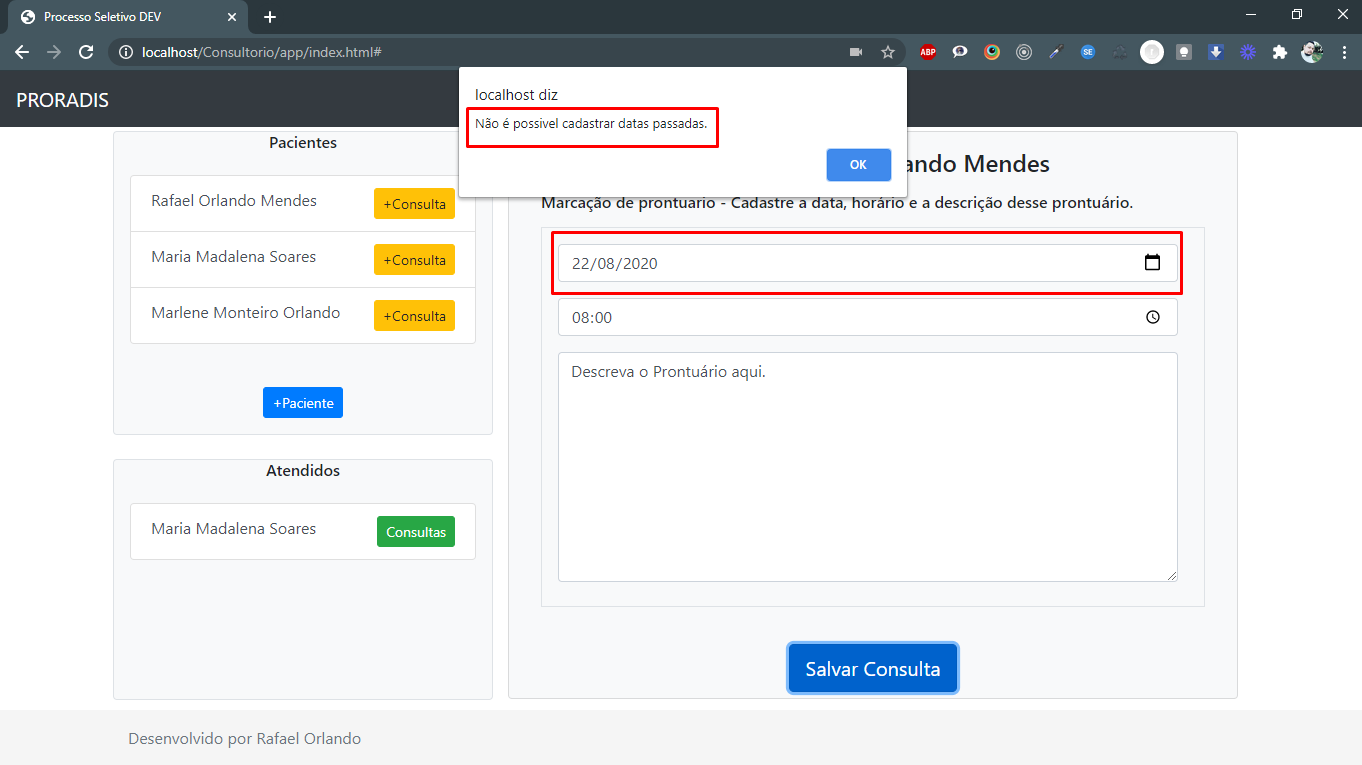 Processo Seletivo DEV
localhost/Consultorio/app/index.html#
ABP
SE
PRORADIS
localhost diz
Não é possivel cadastrar datas passadas.
OK
Pacientes
Rafael Orlando Mendes
+Consulta
Maria Madalena Soares
+Consulta
Marlene Monteiro Orlando
+Consulta
+Paciente
Atendidos
Maria Madalena Soares
Consultas
ando Mendes
Marcação de prontuario - Cadastre a data, horário e a descrição desse prontuário.
22/08/2020
08:00
Descreva o Prontuário aqui.
Salvar Consulta
Desenvolvido por Rafael Orlando